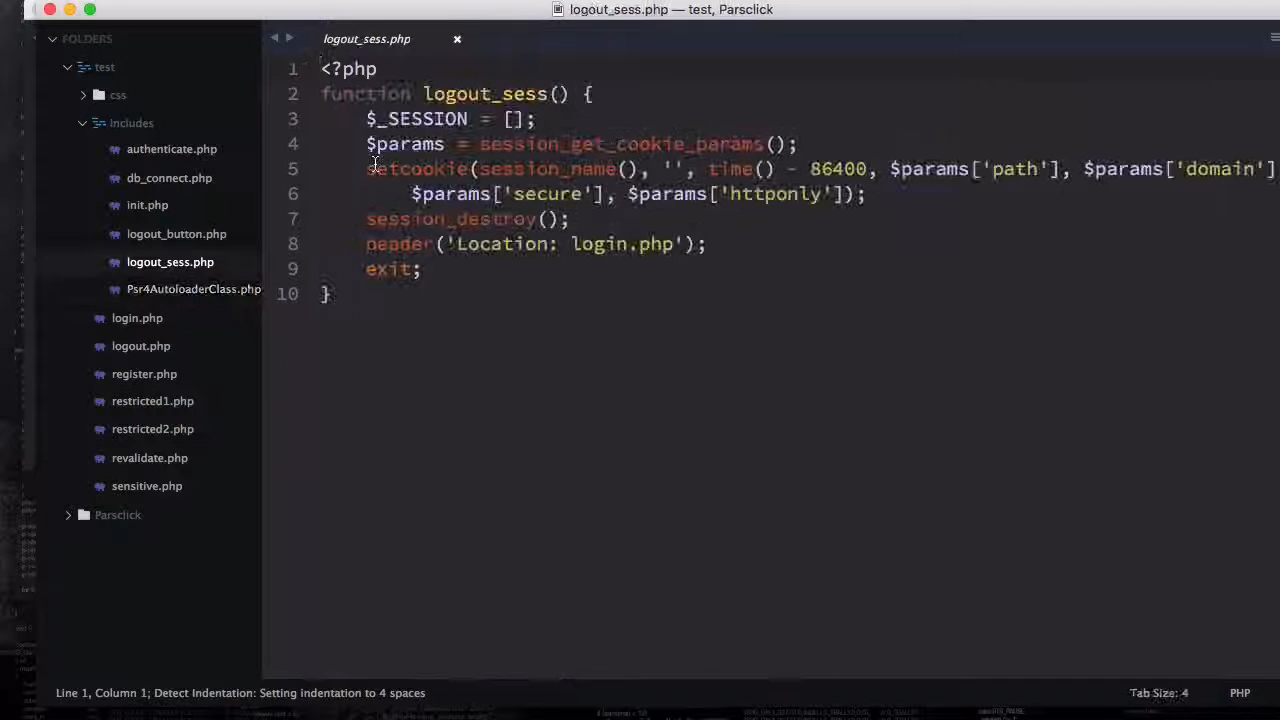 logout_sess.php — test, Parsclick
FOLDERS
test
css
includes
authenticate.php
db_connect.php
init.php
logout_button.php
logout_sess.php
Psr4AutoloaderClass.php
login.php
logout.php
register.php
restricted1.php
restricted2.php
revalidate.php
sensitive.php
Parsclick
logout_sess.php
1 <?php
2 function logout_sess() {
3 $_SESSION = [];
4 $params = session_get_cookie_params();
5 setcookie(session_name(), '', time() - 86400, $params['path'], $params['domain']
6 $params['secure'], $params['httponly']);
7 session_destroy();
8 header('Location: login.php');
9 exit;
10 }
Line 1, Column 1; Detect Indentation: Setting indentation to 4 spaces
Tab Size: 4
PHP